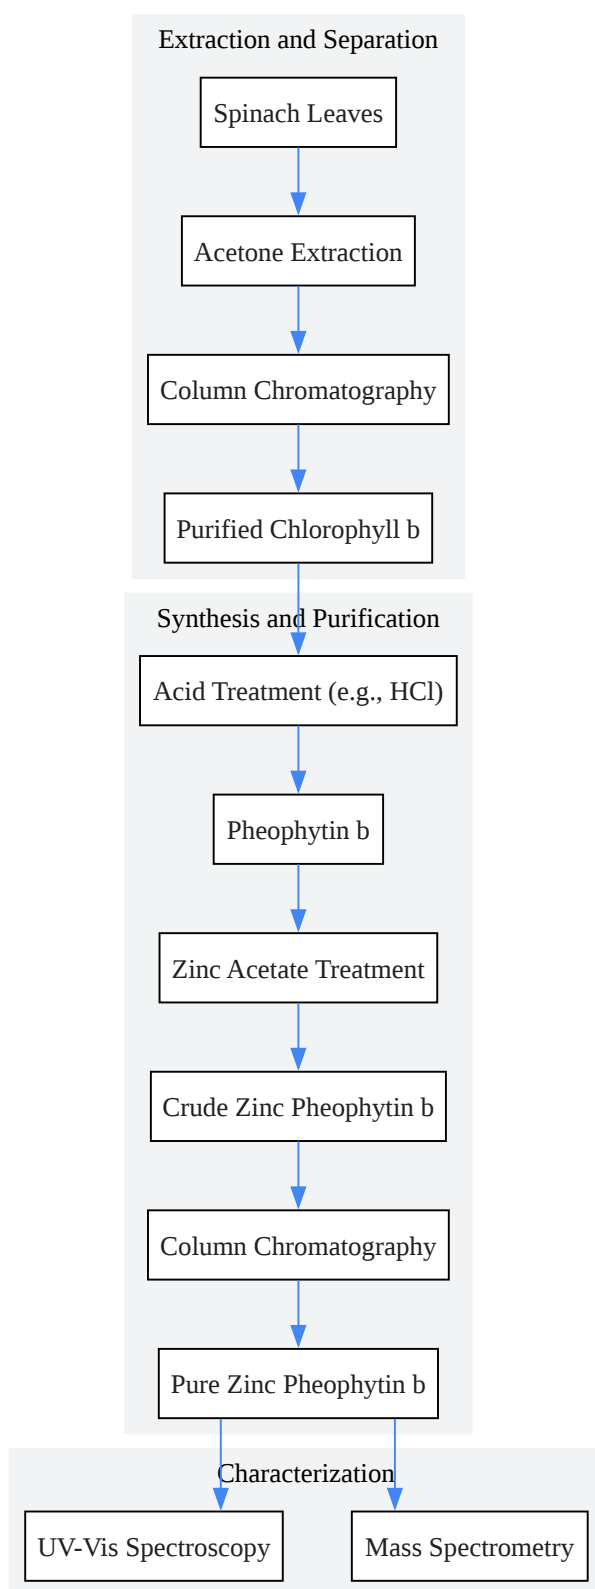 Extraction and Separation
Spinach Leaves
Acetone Extraction
Column Chromatography
Purified Chlorophyll b
Synthesis and Purification
Acid Treatment (e.g., HCl)
Pheophytin b
Zinc Acetate Treatment
Crude Zinc Pheophytin b
Column Chromatography
Pure Zinc Pheophytin b
Characterization
UV-Vis Spectroscopy
Mass Spectrometry